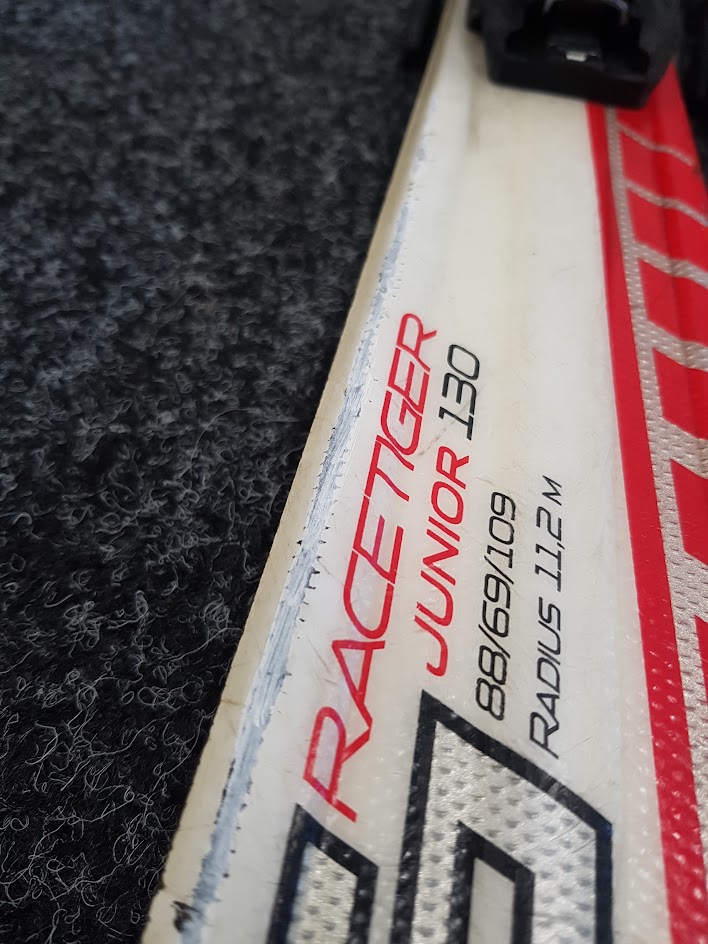 RACETIGER
JUNIOR 130
88/69/109
RADIUS 11,2 M